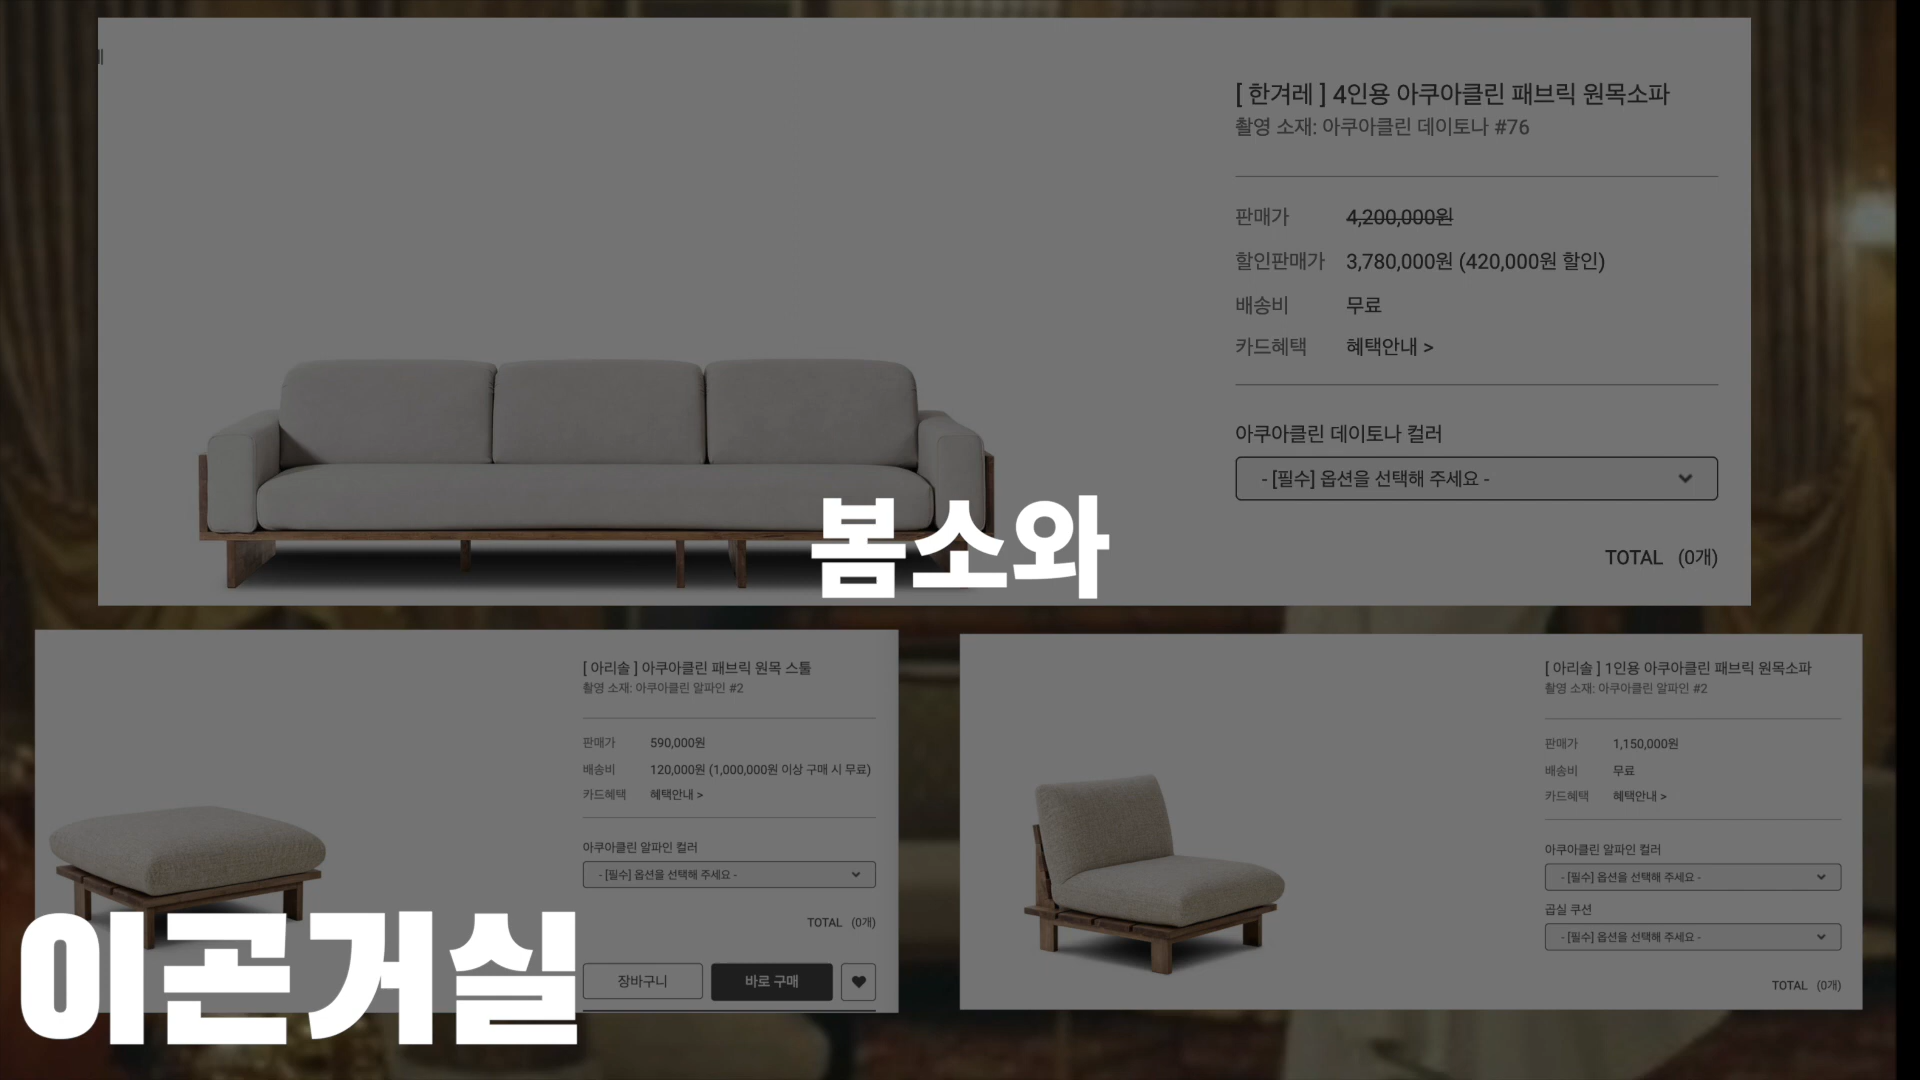 [ 한겨레 ] 4인용 아쿠아클린 패브릭 원목소파
촬영 소재: 아쿠아클린 데이토나 #76
판매가 4,200,000원
할인판매가 3,780,000원 (420,000원 할인)
배송비 무료
카드혜택 혜택안내 >
아쿠아클린 데이토나 컬러
- [필수] 옵션을 선택해 주세요 -
TOTAL (0개)
봄소와
[ 아리솔 ] 아쿠아클린 패브릭 원목 스툴
촬영 소재: 아쿠아클린 알파인 #2
판매가 590,000원
배송비 120,000원 (1,000,000원 이상 구매 시 무료)
카드혜택 혜택안내 >
아쿠아클린 알파인 컬러
- [필수] 옵션을 선택해 주세요 -
TOTAL (0개)
장바구니 바로 구매
[ 아리솔 ] 1인용 아쿠아클린 패브릭 원목소파
촬영 소재: 아쿠아클린 알파인 #2
판매가 1,150,000원
배송비 무료
카드혜택 혜택안내 >
아쿠아클린 알파인 컬러
- [필수] 옵션을 선택해 주세요 -
곱실 쿠션
- [필수] 옵션을 선택해 주세요 -
TOTAL (0개)
이곤거실